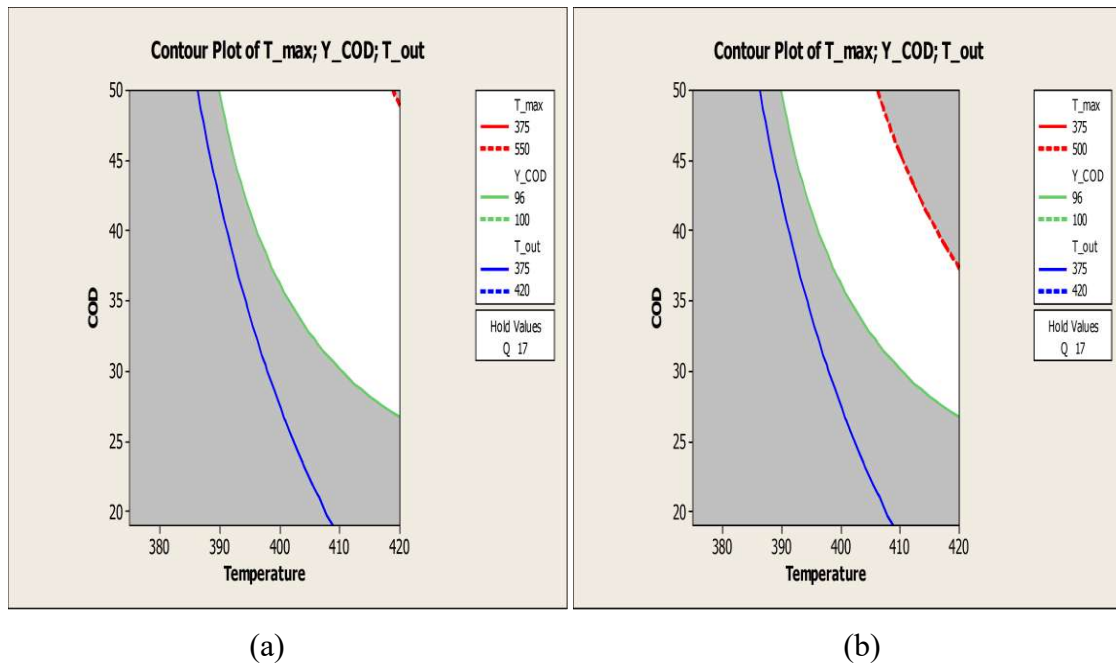 Contour Plot of T_max; Y_COD; T_out
50
45
40
35
30
25
20
COD
380 390 400 410 420
Temperature
T_max
375
550
Y_COD
96
100
T_out
375
420
Hold Values
Q 17
(a)
Contour Plot of T_max; Y_COD; T_out
50
45
40
35
30
25
20
COD
380 390 400 410 420
Temperature
T_max
375
500
Y_COD
96
100
T_out
375
420
Hold Values
Q 17
(b)